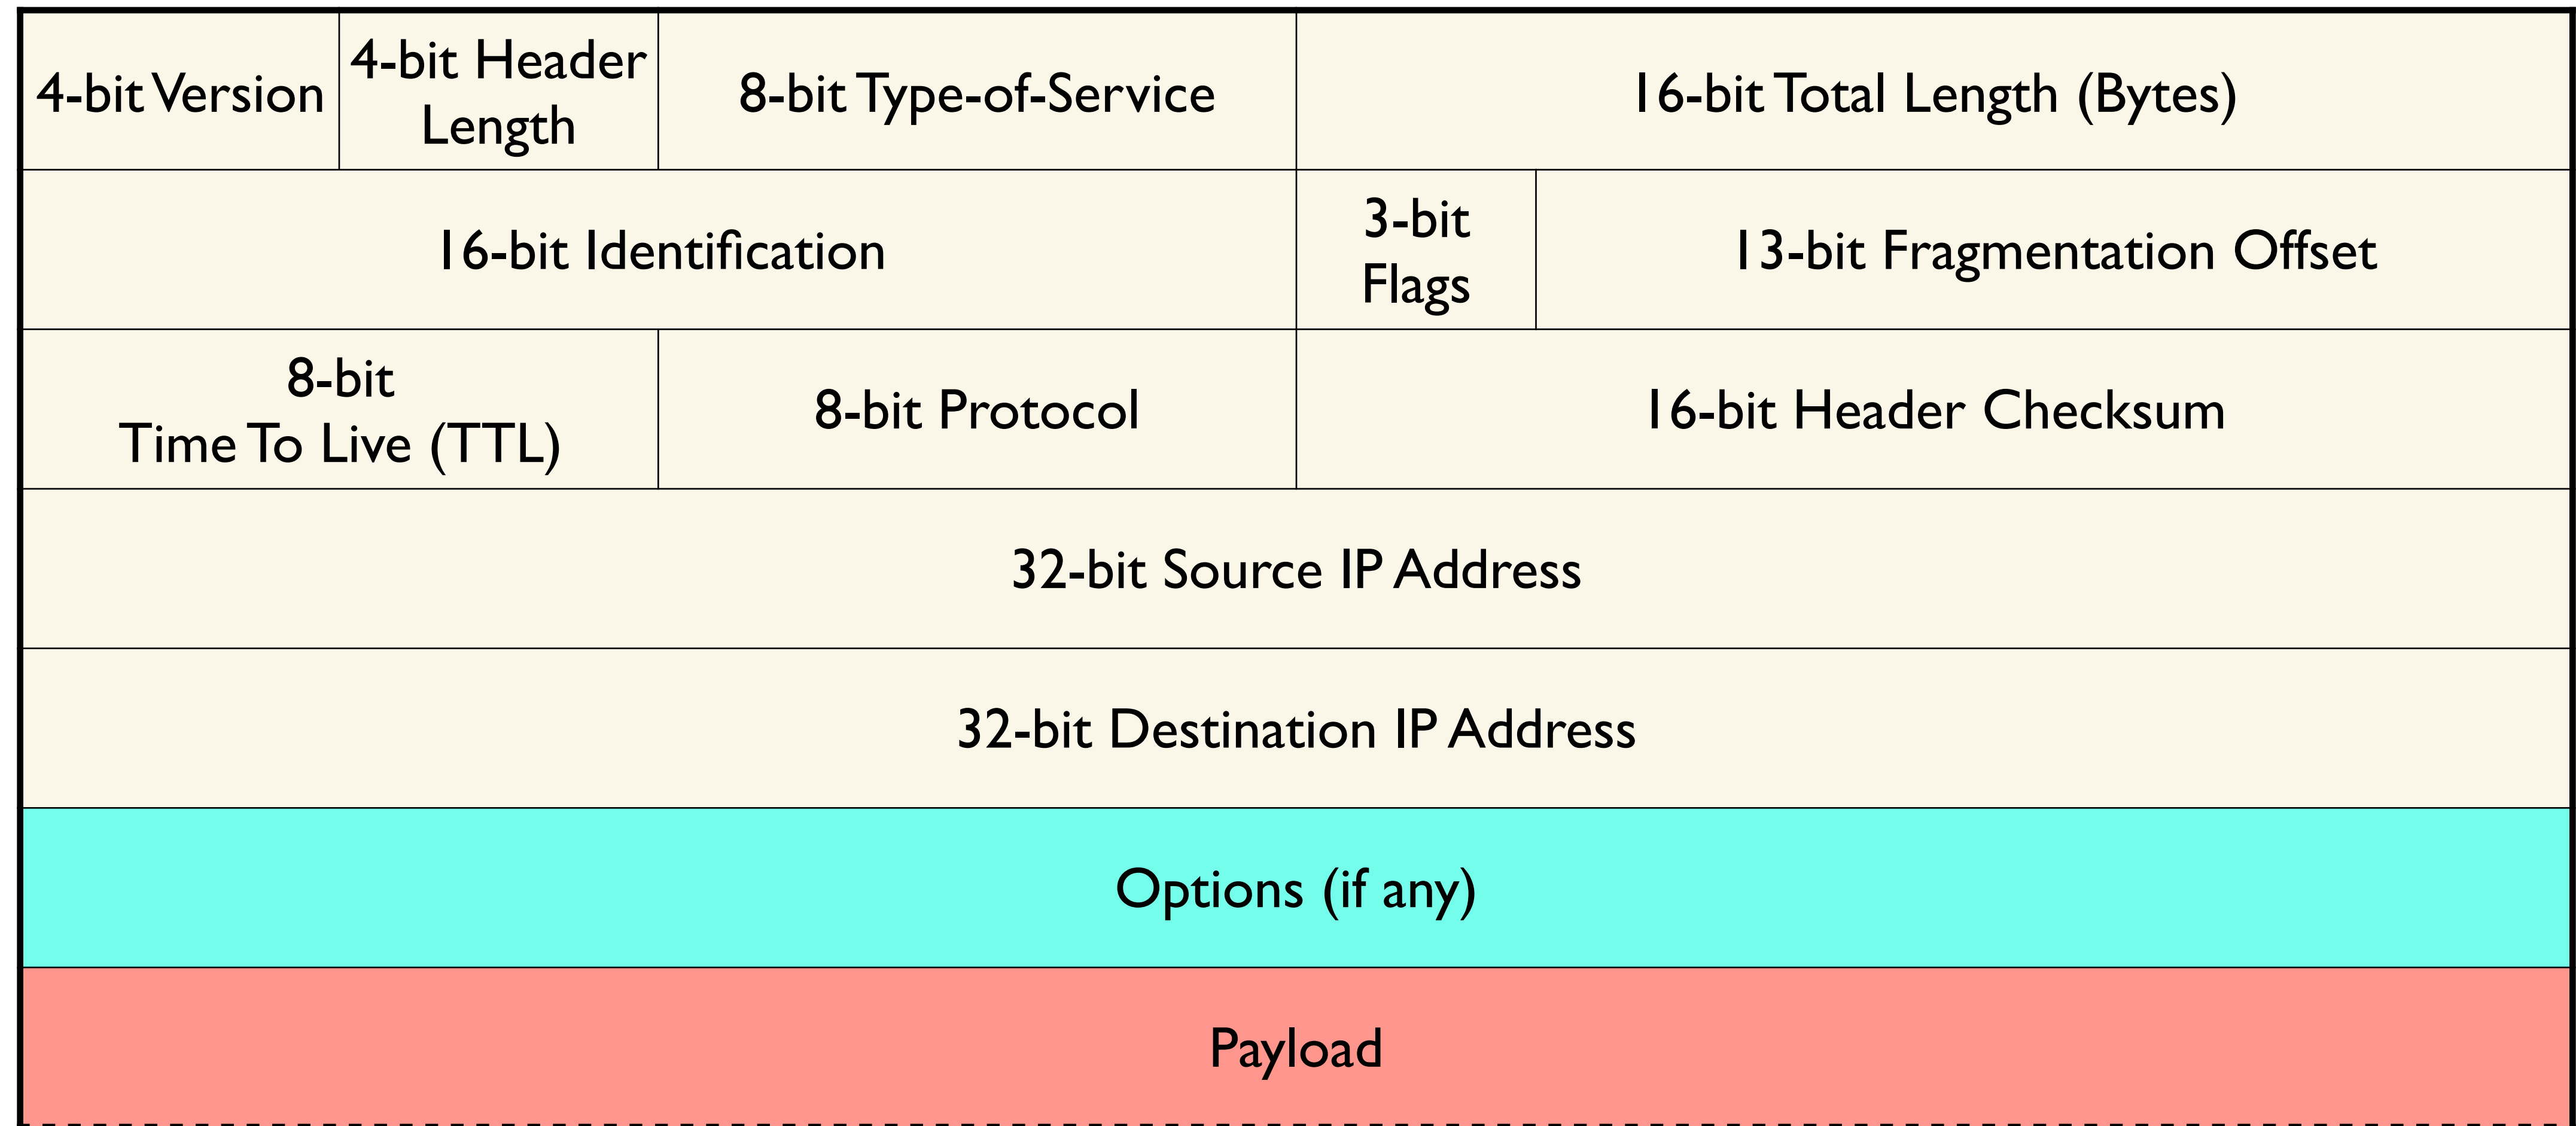 4-bit Version
4-bit Header
Length
8-bit Type-of-Service
16-bit Total Length (Bytes)
16-bit Identification
3-bit
Flags
13-bit Fragmentation Offset
8-bit
Time To Live (TTL)
8-bit Protocol
16-bit Header Checksum
32-bit Source IP Address
32-bit Destination IP Address
Options (if any)
Payload